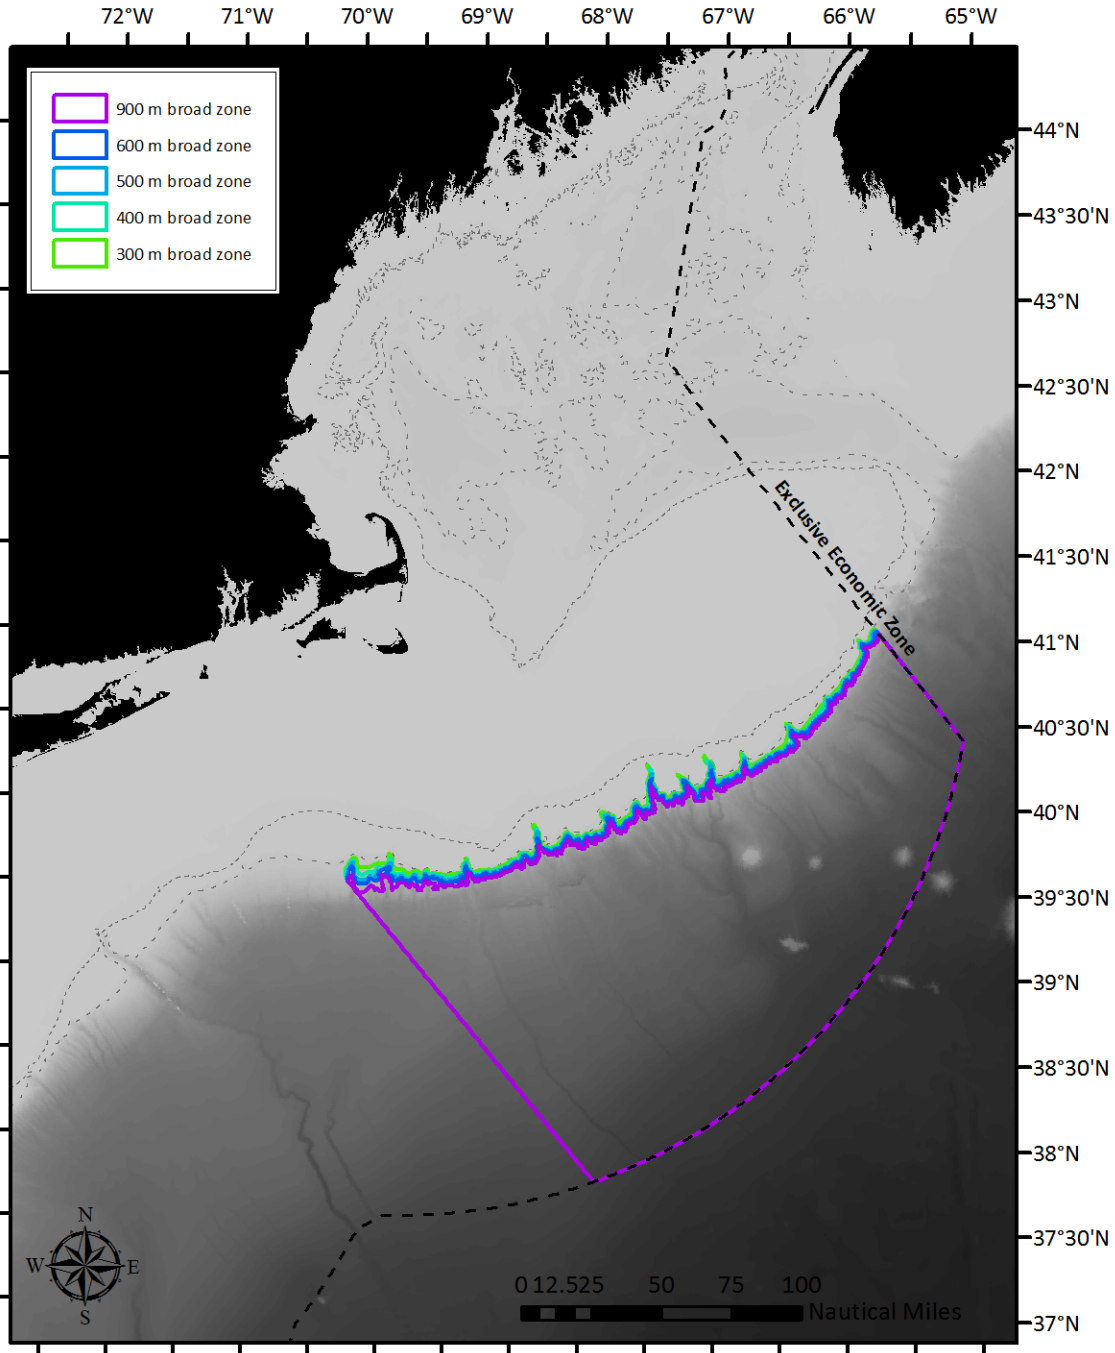 72°W 71°W 70°W 69°W 68°W 67°W 66°W 65°W
900 m broad zone
600 m broad zone
500 m broad zone
400 m broad zone
300 m broad zone
44°N
43°30'N
43°N
42°30'N
42°N
41°30'N
41°N
40°30'N
40°N
39°30'N
39°N
38°30'N
38°N
37°30'N
37°N
Exclusive Economic Zone
N
W E
S
0 12.525 50 75 100
Nautical Miles